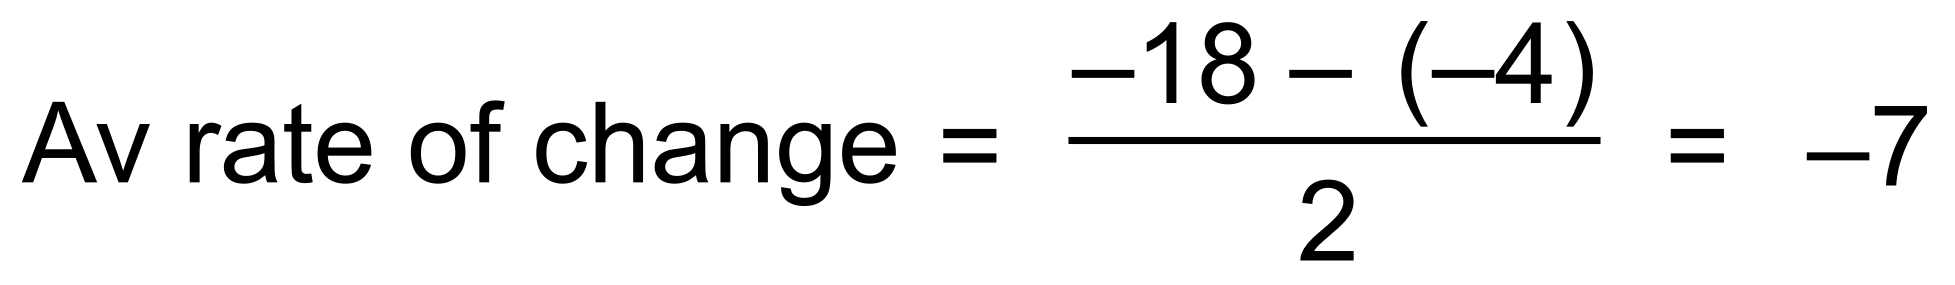 Av rate of change = –18 – (–4) / 2 = –7